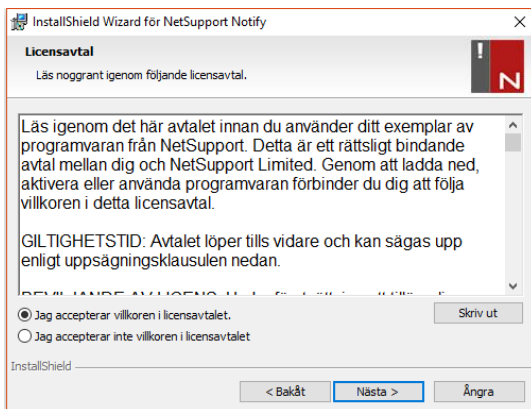 InstallShield Wizard för NetSupport Notify
Licensavtal
Läs noggrant igenom följande licensavtal.
! N
Läs igenom det här avtalet innan du använder ditt exemplar av
programvaran från NetSupport. Detta är ett rättsligt bindande
avtal mellan dig och NetSupport Limited. Genom att ladda ned,
aktivera eller använda programvaran förbinder du dig att följa
villkoren i detta licensavtal.
GILTIGHETSTID: Avtalet löper tills vidare och kan sägas upp
enligt uppsägningsklausulen nedan.
Jag accepterar villkoren i licensavtalet.
Skriv ut
Jag accepterar inte villkoren i licensavtalet
InstallShield
< Bakåt
Nästa >
Ångra